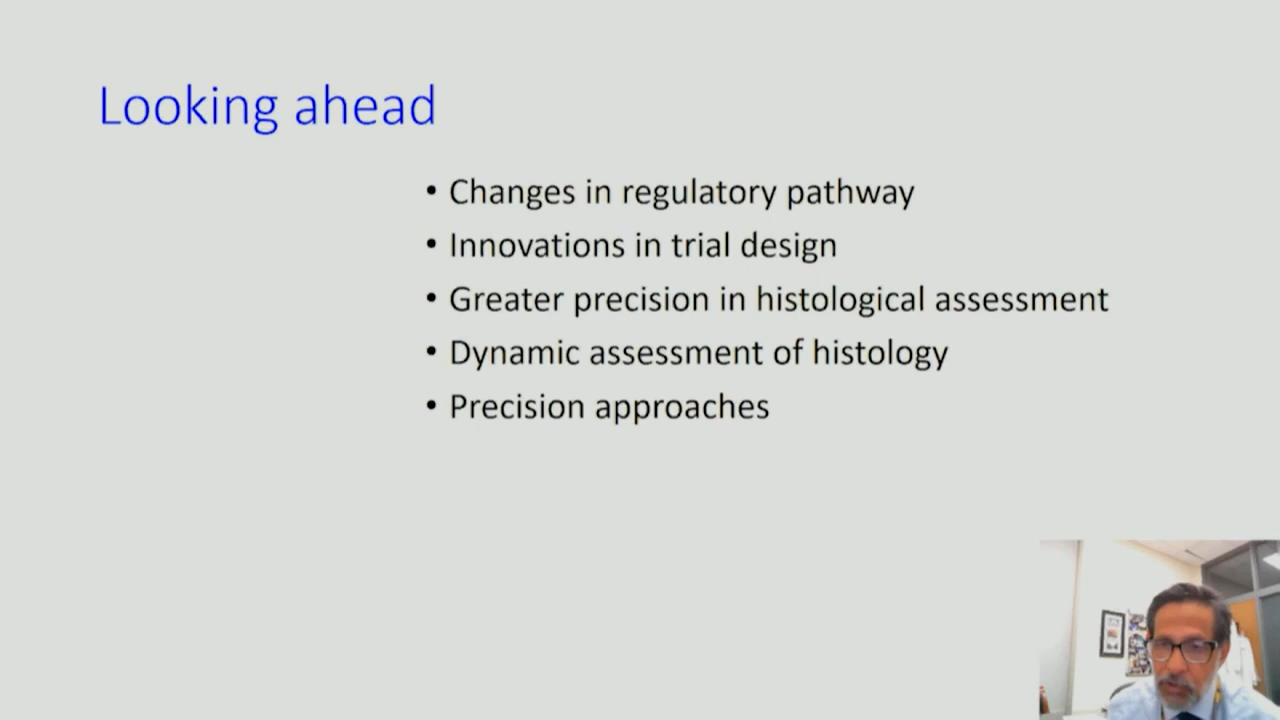 Looking ahead
• Changes in regulatory pathway
• Innovations in trial design
• Greater precision in histological assessment
• Dynamic assessment of histology
• Precision approaches